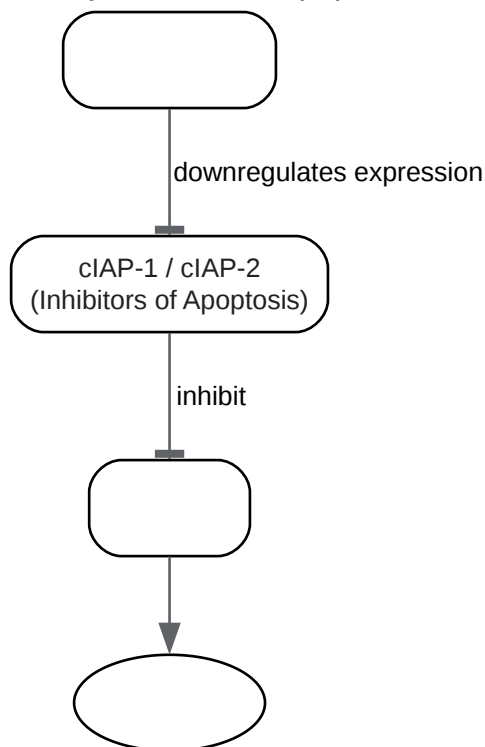 downregulates expression
cIAP-1 / cIAP-2
(Inhibitors of Apoptosis)
inhibit